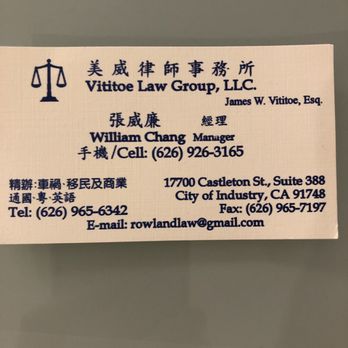 美威律師事務所
Vititoe Law Group, LLC.
James W. Vititoe, Esq.
張威廉 經理
William Chang Manager
手機/Cell: (626) 926-3165
精辦:車禍·移民及商業
通國·粵·英語
Tel: (626) 965-6342
17700 Castleton St., Suite 388
City of Industry, CA 91748
Fax: (626) 965-7197
E-mail: rowlandlaw@gmail.com